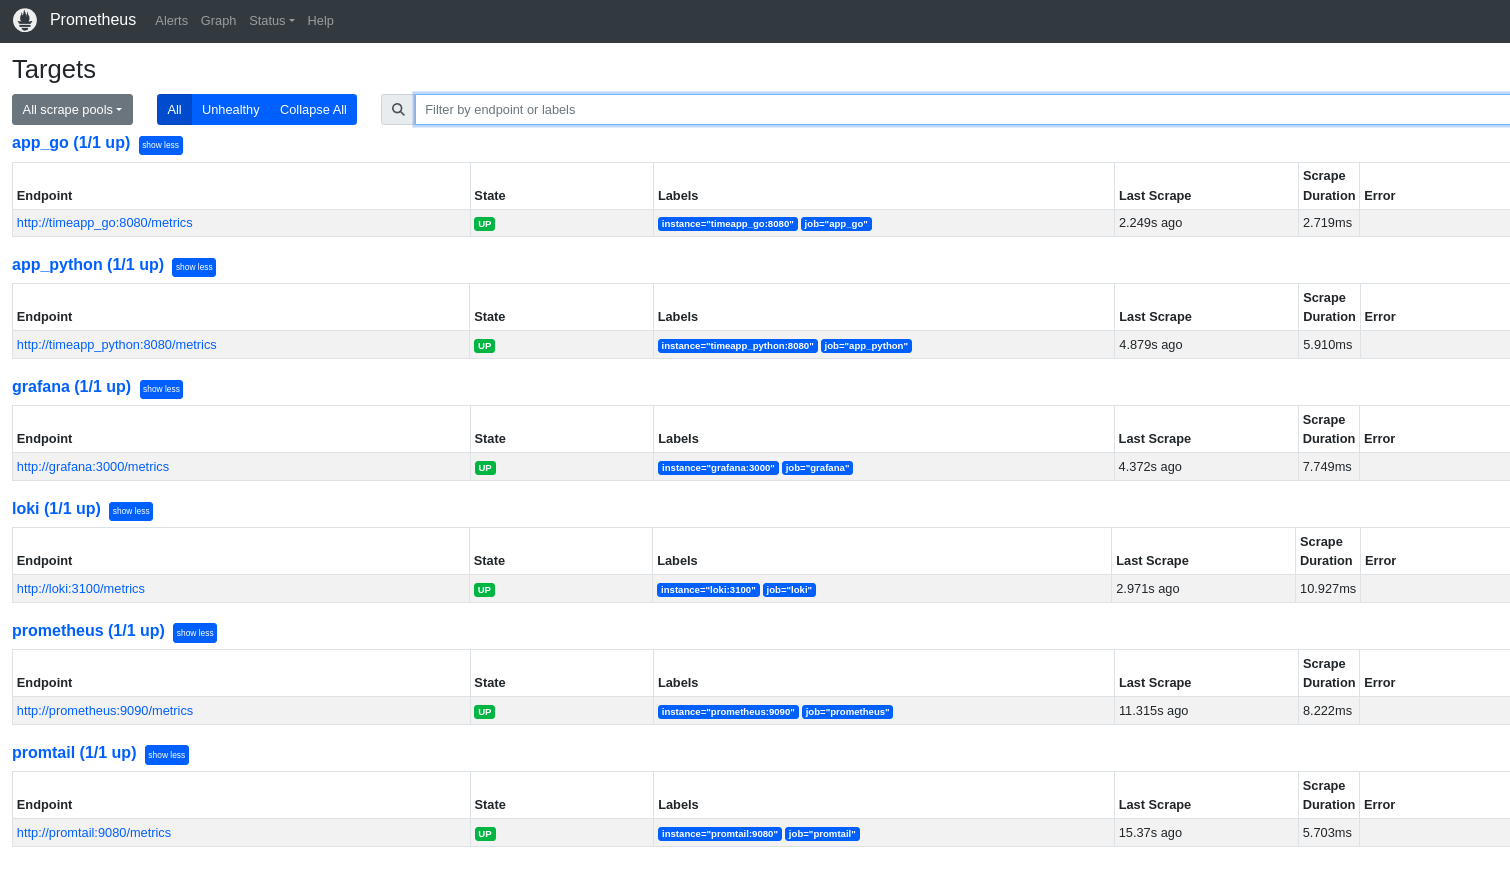 Prometheus Alerts Graph Status Help
Targets
All scrape pools All Unhealthy Collapse All Filter by endpoint or labels
app_go (1/1 up) show less
Endpoint State Labels Last Scrape Scrape Duration Error
http://timeapp_go:8080/metrics UP instance="timeapp_go:8080" job="app_go" 2.249s ago 2.719ms
app_python (1/1 up) show less
Endpoint State Labels Last Scrape Scrape Duration Error
http://timeapp_python:8080/metrics UP instance="timeapp_python:8080" job="app_python" 4.879s ago 5.910ms
grafana (1/1 up) show less
Endpoint State Labels Last Scrape Scrape Duration Error
http://grafana:3000/metrics UP instance="grafana:3000" job="grafana" 4.372s ago 7.749ms
loki (1/1 up) show less
Endpoint State Labels Last Scrape Scrape Duration Error
http://loki:3100/metrics UP instance="loki:3100" job="loki" 2.971s ago 10.927ms
prometheus (1/1 up) show less
Endpoint State Labels Last Scrape Scrape Duration Error
http://prometheus:9090/metrics UP instance="prometheus:9090" job="prometheus" 11.315s ago 8.222ms
promtail (1/1 up) show less
Endpoint State Labels Last Scrape Scrape Duration Error
http://promtail:9080/metrics UP instance="promtail:9080" job="promtail" 15.37s ago 5.703ms